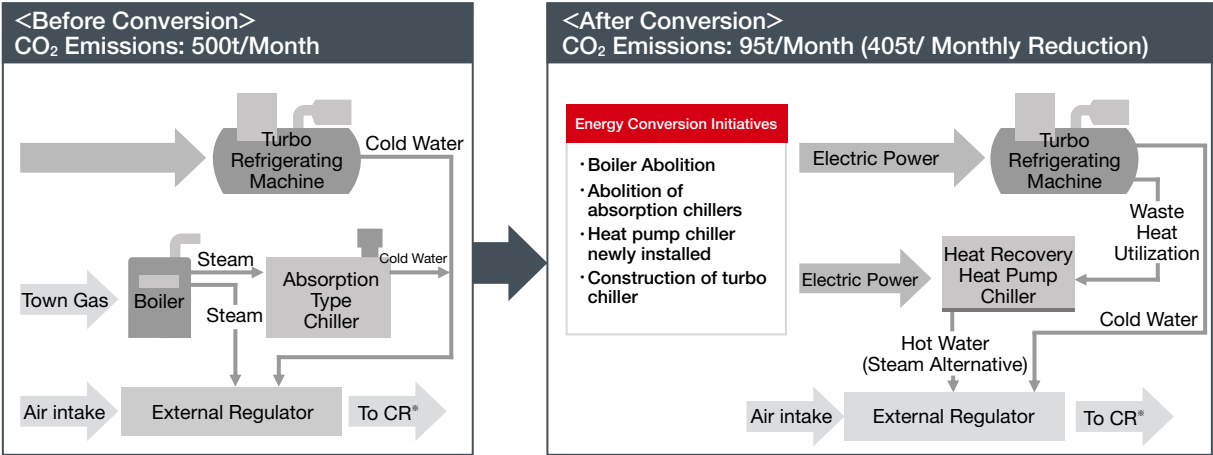 <Before Conversion>
CO₂ Emissions: 500t/Month
Turbo
Refrigerating
Machine
Cold Water
Town Gas
Boiler
Steam
Steam
Absorption
Type
Chiller
Cold Water
Air intake
External Regulator
To CR※
<After Conversion>
CO₂ Emissions: 95t/Month (405t/ Monthly Reduction)
Energy Conversion Initiatives
・Boiler Abolition
・Abolition of
absorption chillers
・Heat pump chiller
newly installed
・Construction of turbo
chiller
Electric Power
Turbo
Refrigerating
Machine
Waste
Heat
Utilization
Electric Power
Heat Recovery
Heat Pump
Chiller
Cold Water
Hot Water
(Steam Alternative)
Air intake
External Regulator
To CR※